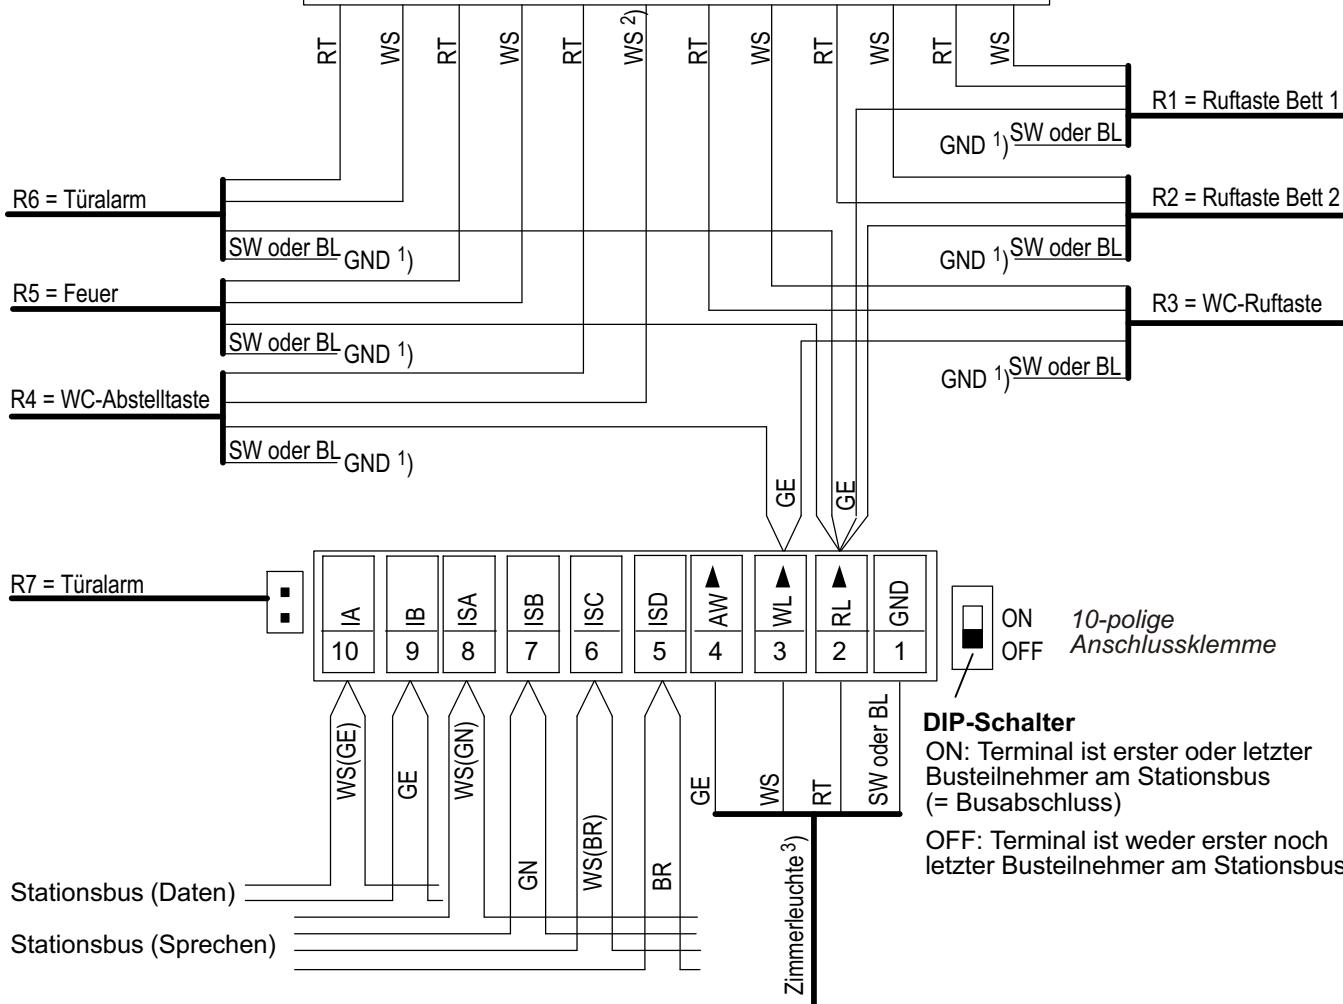 RT
WS
RT
WS
RT
WS 2)
RT
WS
RT
WS
RT
WS
R1 = Ruftaste Bett 1
GND 1) SW oder BL
R6 = Türalarm
R2 = Ruftaste Bett 2
SW oder BL GND 1)
GND 1) SW oder BL
R5 = Feuer
R3 = WC-Ruftaste
SW oder BL GND 1)
GND 1) SW oder BL
R4 = WC-Abstelltaste
SW oder BL GND 1)
GE
GE
R7 = Türalarm
IA
IB
ISA
ISB
ISC
ISD
AW
WL
RL
GND
10
9
8
7
6
5
4
3
2
1
ON
OFF
10-polige
Anschlussklemme
WS(GE)
GE
WS(GN)
GN
WS(BR)
BR
GE
WS
RT
SW oder BL
DIP-Schalter
ON: Terminal ist erster oder letzter
Busteilnehmer am Stationsbus
(= Busabschluss)
OFF: Terminal ist weder erster noch
letzter Busteilnehmer am Stationsbus
Zimmerleuchte 3)
Stationsbus (Daten)
Stationsbus (Sprechen)